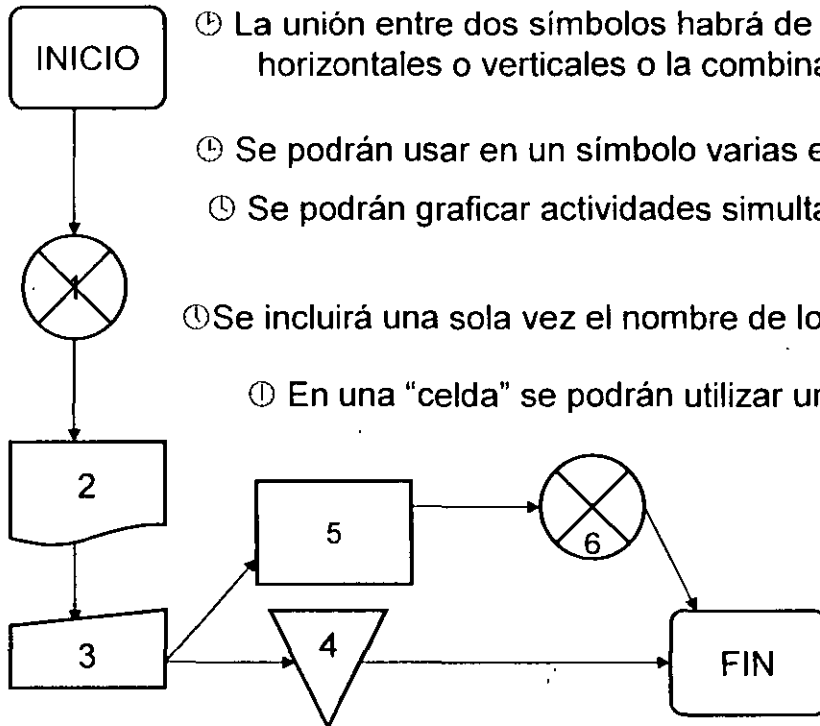 INICIO
La unión entre dos símbolos habrá de
horizontales o verticales o la combina
Se podrán usar en un símbolo varias e
Se podrán graficar actividades simulta
1
Se incluirá una sola vez el nombre de lo
En una “celda” se podrán utilizar un
2
5
6
3
4
FIN